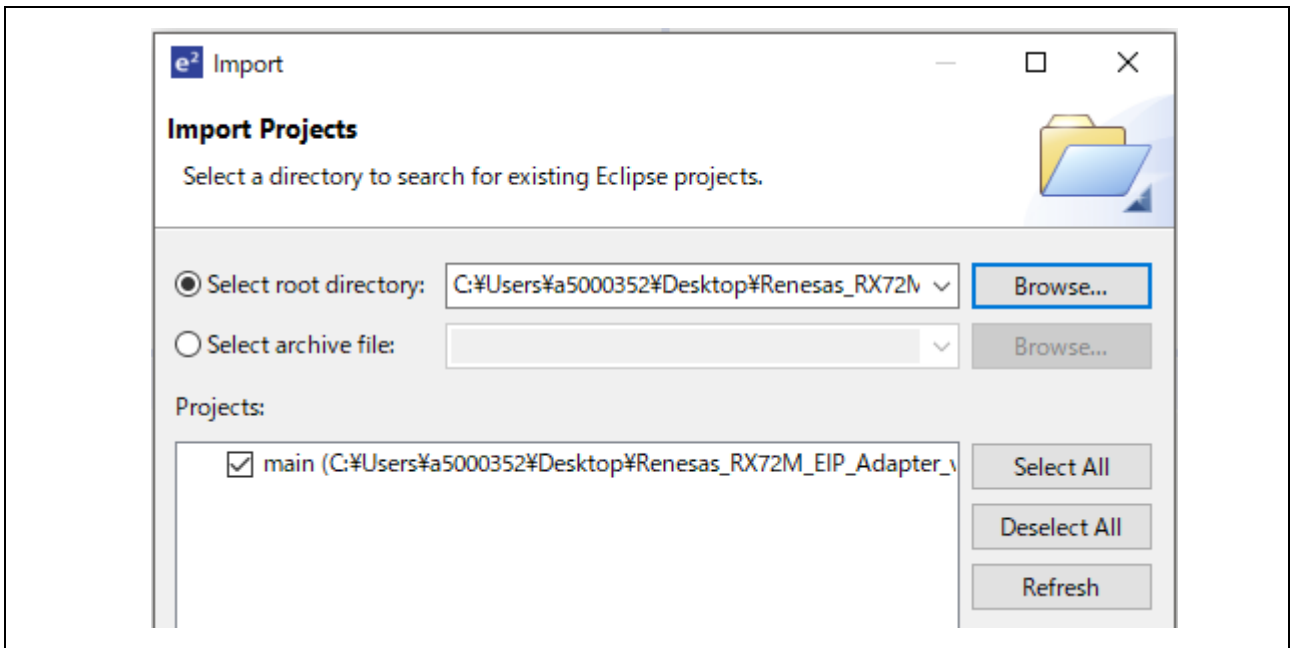 e² Import
Import Projects
Select a directory to search for existing Eclipse projects.
Select root directory: C:¥Users¥a5000352¥Desktop¥Renesas_RX72M Browse...
Select archive file: Browse...
Projects:
main (C:¥Users¥a5000352¥Desktop¥Renesas_RX72M_EIP_Adapter_v Select All
Deselect All
Refresh